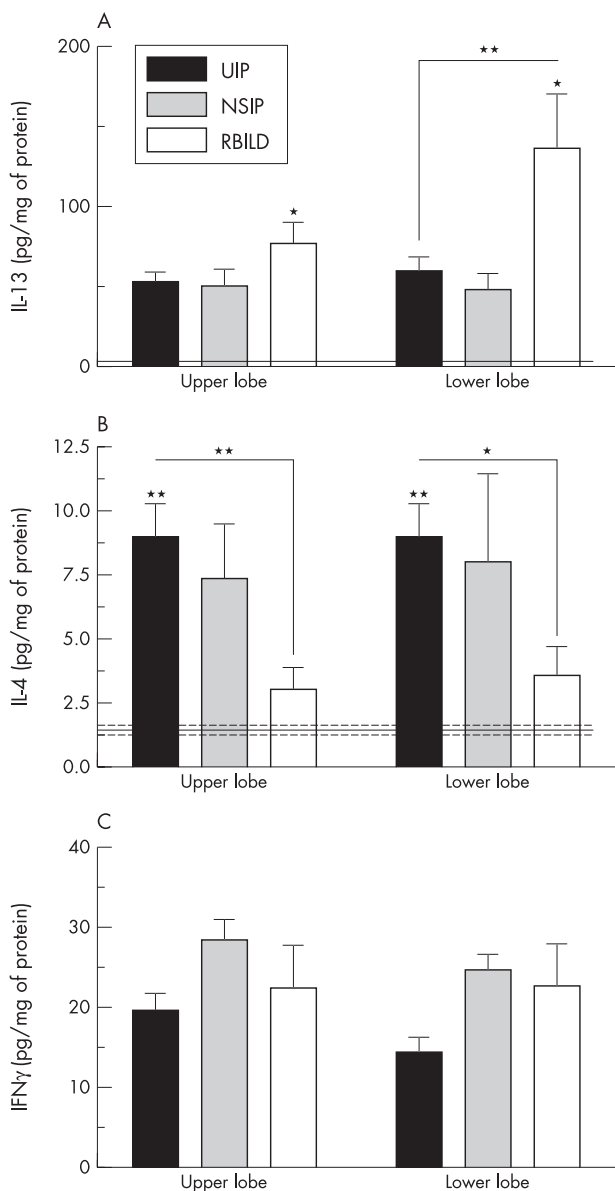 A
200
100
0
IL-13 (pg/mg of protein)
UIP
NSIP
RBILD
★
★★
★
Upper lobe
Lower lobe
B
12.5
10.0
7.5
5.0
2.5
0.0
IL-4 (pg/mg of protein)
★★
★★
★★
★
Upper lobe
Lower lobe
C
40
30
20
10
0
IFNγ (pg/mg of protein)
Upper lobe
Lower lobe